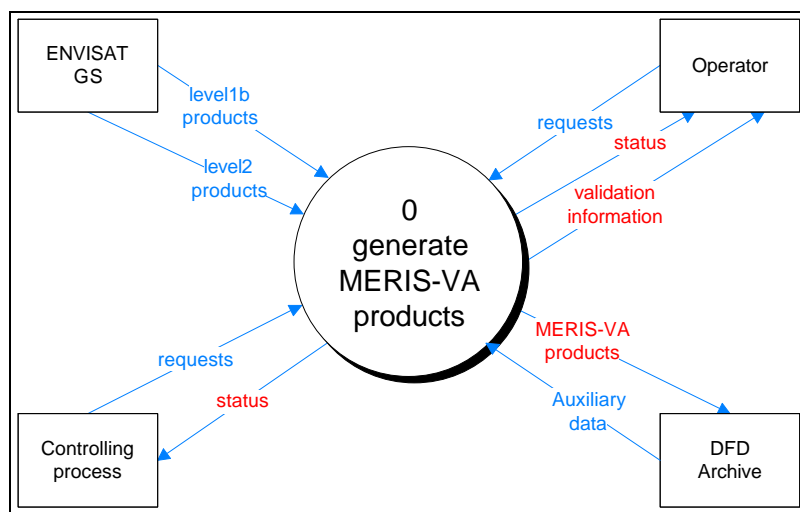 ENVISAT
GS
Operator
level1b
products
requests
status
level2
products
validation
information
0
generate
MERIS-VA
products
MERIS-VA
products
requests
status
Auxiliary
data
Controlling
process
DFD
Archive